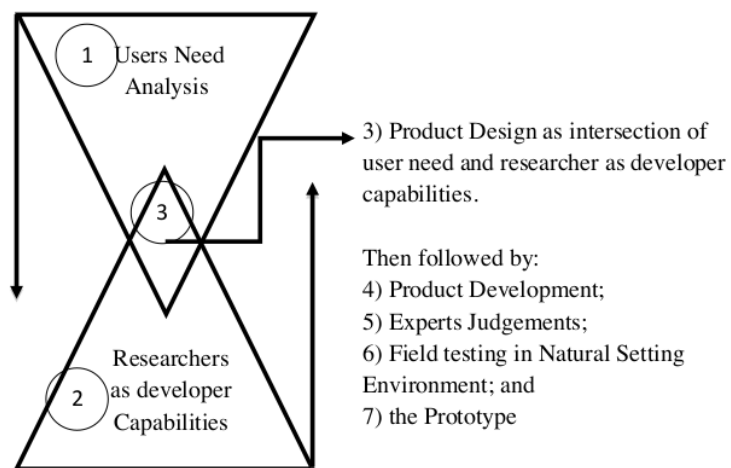 1
Users Need
Analysis
3
2
Researchers
as developer
Capabilities
3) Product Design as intersection of
user need and researcher as developer
capabilities.
Then followed by:
4) Product Development;
5) Experts Judgements;
6) Field testing in Natural Setting
Environment; and
7) the Prototype